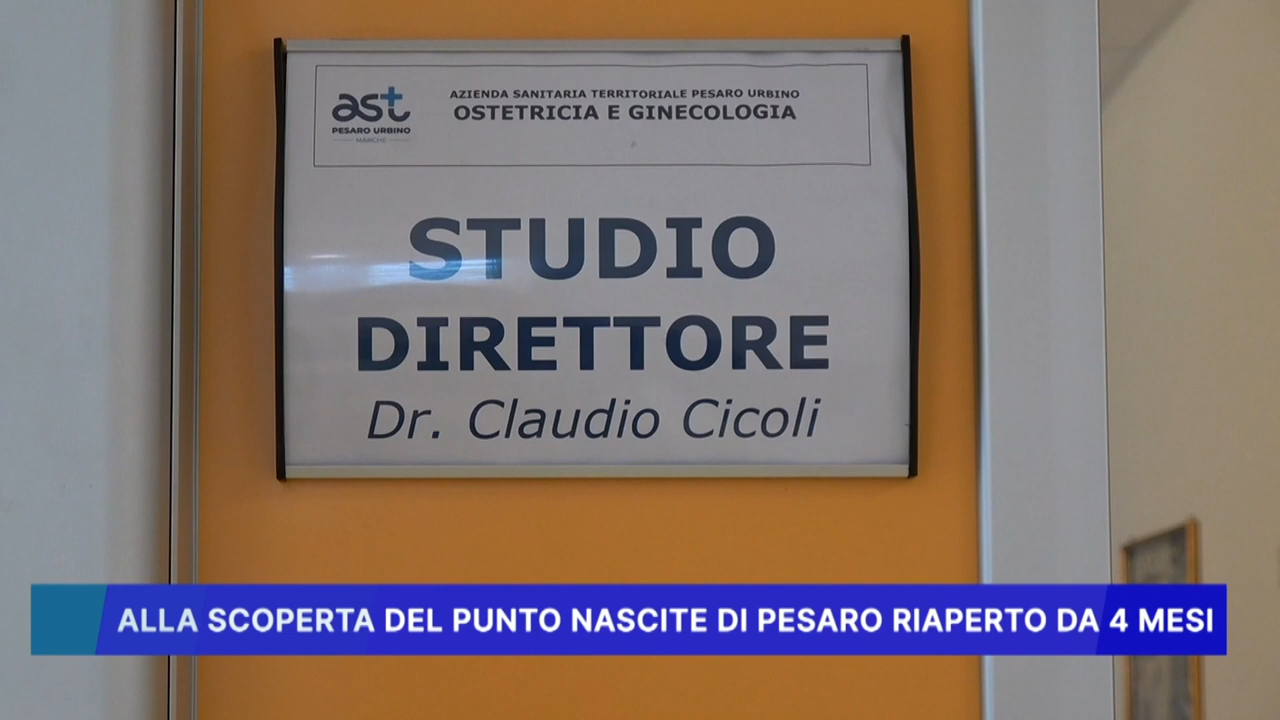 ast
PESARO URBINO
MARCHE
AZIENDA SANITARIA TERRITORIALE PESARO URBINO
OSTETRICIA E GINECOLOGIA
STUDIO
DIRETTORE
Dr. Claudio Cicoli
ALLA SCOPERTA DEL PUNTO NASCITE DI PESARO RIAPERTO DA 4 MESI